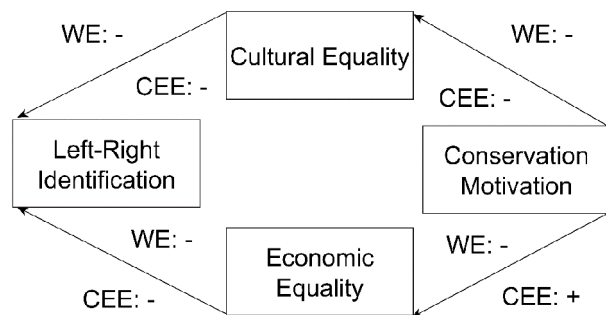 WE: -
WE: -
Cultural Equality
CEE: -
CEE: -
Left-Right
Identification
Conservation
Motivation
WE: -
WE: -
Economic
Equality
CEE: -
CEE: +